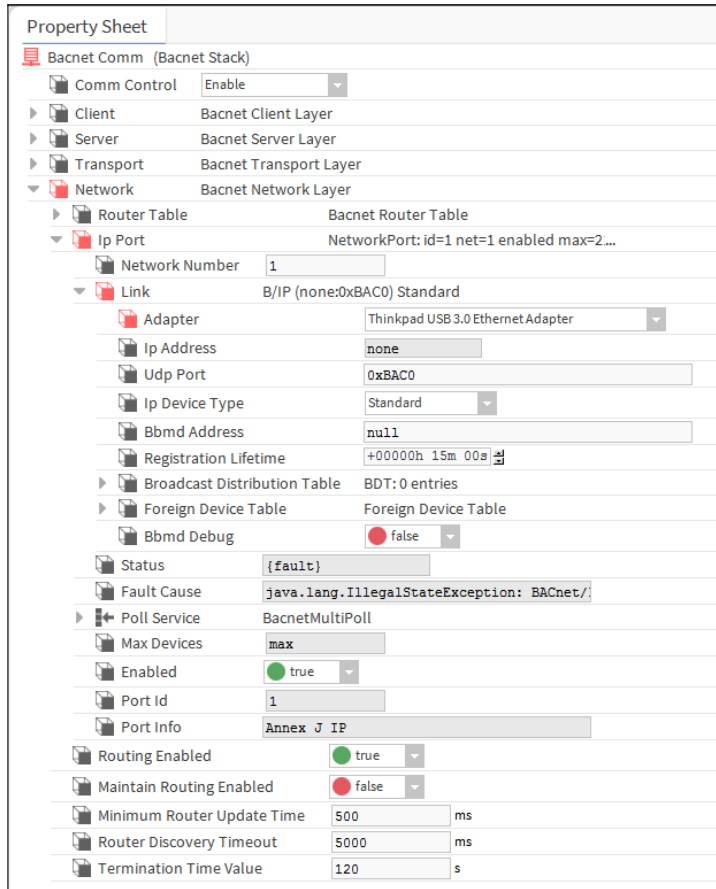 Property Sheet
Bacnet Comm (Bacnet Stack)
Comm Control Enable
Client Bacnet Client Layer
Server Bacnet Server Layer
Transport Bacnet Transport Layer
Network Bacnet Network Layer
Router Table Bacnet Router Table
Ip Port NetworkPort: id=1 net=1 enabled max=2:...
Network Number 1
Link B/IP (none:0xBAC0) Standard
Adapter Thinkpad USB 3.0 Ethernet Adapter
Ip Address none
Udp Port 0xBAC0
Ip Device Type Standard
Bbmd Address null
Registration Lifetime +00000h 15m 00s
Broadcast Distribution Table BDT: 0 entries
Foreign Device Table Foreign Device Table
Bbmd Debug false
Status {fault}
Fault Cause java.lang.IllegalStateException: BACnet/
Poll Service BacnetMultiPoll
Max Devices max
Enabled true
Port Id 1
Port Info Annex J IP
Routing Enabled true
Maintain Routing Enabled false
Minimum Router Update Time 500 ms
Router Discovery Timeout 5000 ms
Termination Time Value 120 s